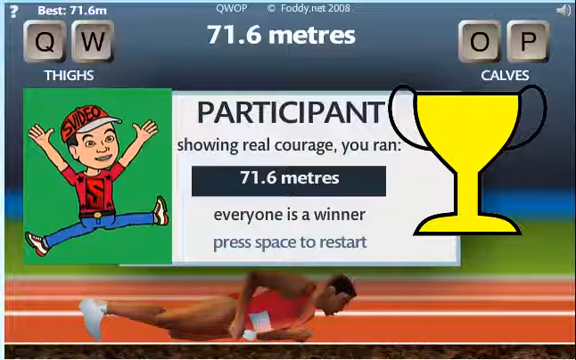 ? Best: 71.6m QWOP © Foddy.net 2008
71.6 metres
Q W O P
THIGHS CALVES
SVIDEO
S
PARTICIPANT
showing real courage, you ran:
71.6 metres
everyone is a winner
press space to restart